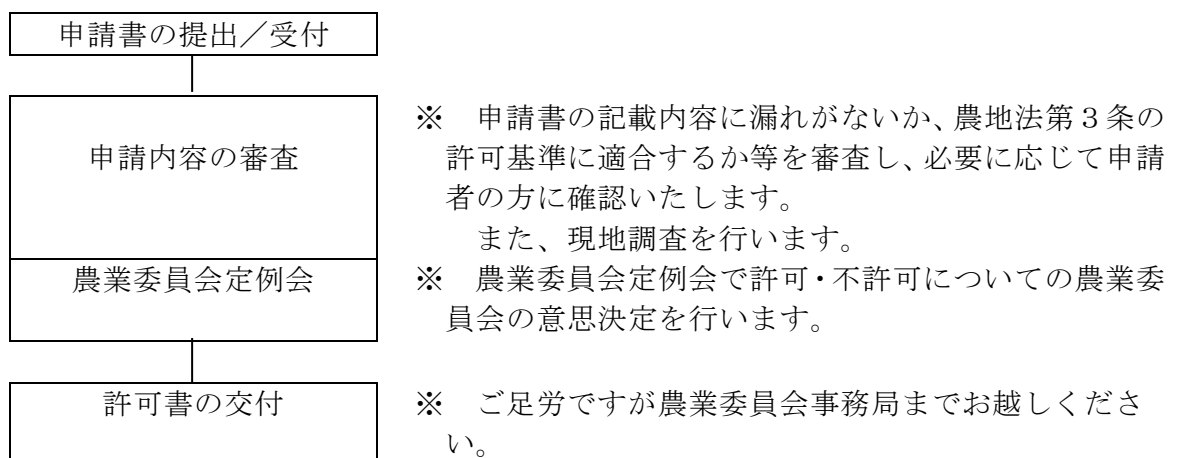 申請書の提出／受付
申請内容の審査
※　申請書の記載内容に漏れがないか、農地法第３条の
許可基準に適合するか等を審査し、必要に応じて申請
者の方に確認いたします。
また、現地調査を行います。
農業委員会定例会
※　農業委員会定例会で許可・不許可についての農業委
員会の意思決定を行います。
許可書の交付
※　ご足労ですが農業委員会事務局までお越しくださ
い。